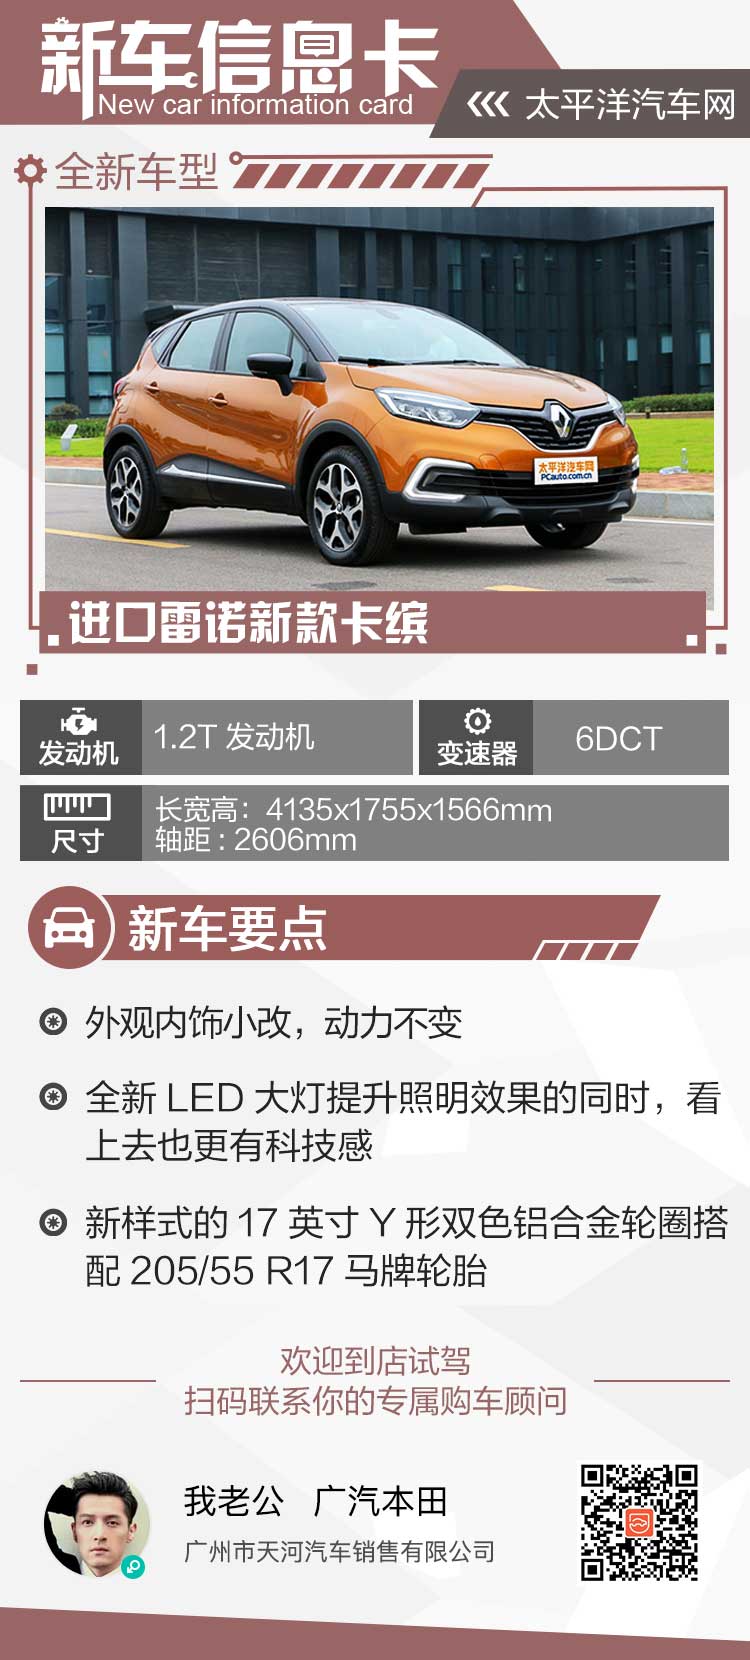 新车信息卡
New car information card
太平洋汽车网
全新车型
太平洋汽车网
PCauto.com.cn
进口雷诺新款卡缤
发动机
1.2T 发动机
变速器
6DCT
尺寸
长宽高：4135x1755x1566mm
轴距：2606mm
新车要点
外观内饰小改，动力不变
全新 LED 大灯提升照明效果的同时，看
上去也更有科技感
新样式的 17 英寸 Y 形双色铝合金轮圈搭
配 205/55 R17 马牌轮胎
欢迎到店试驾
扫码联系你的专属购车顾问
我老公 广汽本田
广州市天河汽车销售有限公司